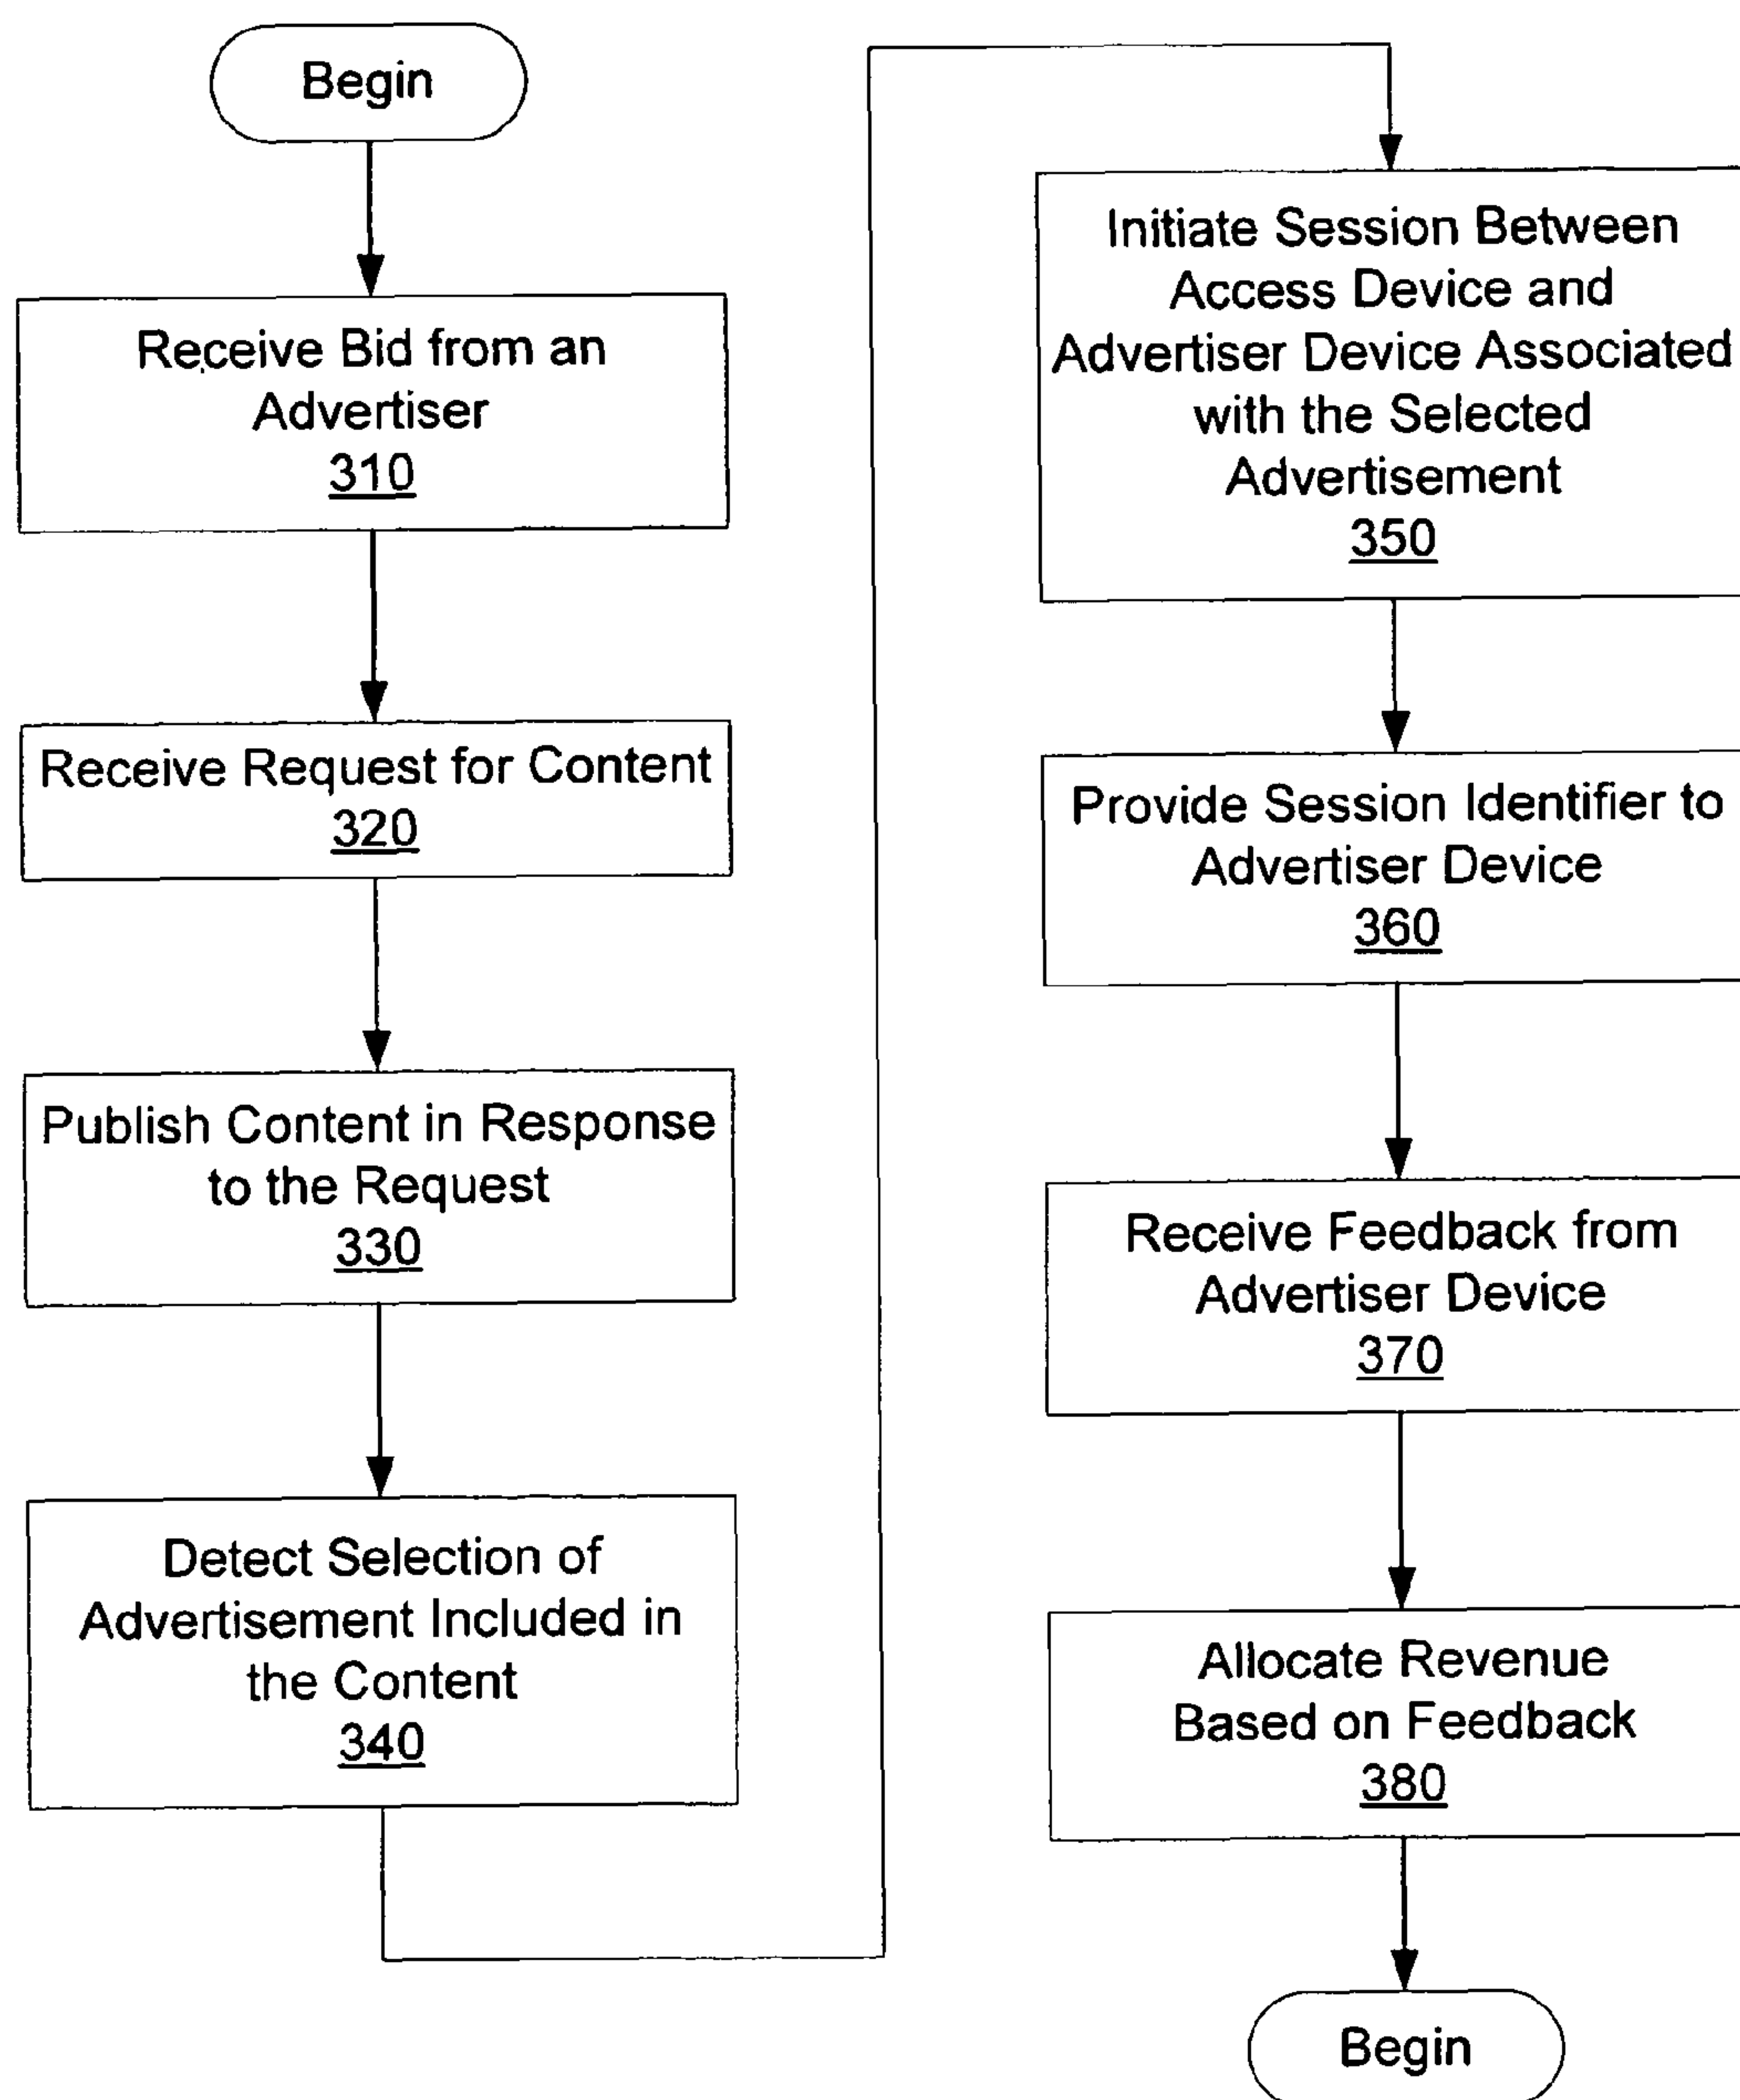 Begin
Receive Bid from an
Advertiser
310
Receive Request for Content
320
Publish Content in Response
to the Request
330
Detect Selection of
Advertisement Included in
the Content
340
Initiate Session Between
Access Device and
Advertiser Device Associated
with the Selected
Advertisement
350
Provide Session Identifier to
Advertiser Device
360
Receive Feedback from
Advertiser Device
370
Allocate Revenue
Based on Feedback
380
Begin